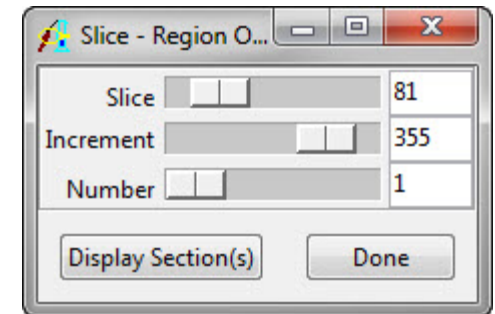 Slice - Region O...
Slice 81
Increment 355
Number 1
Display Section(s) Done